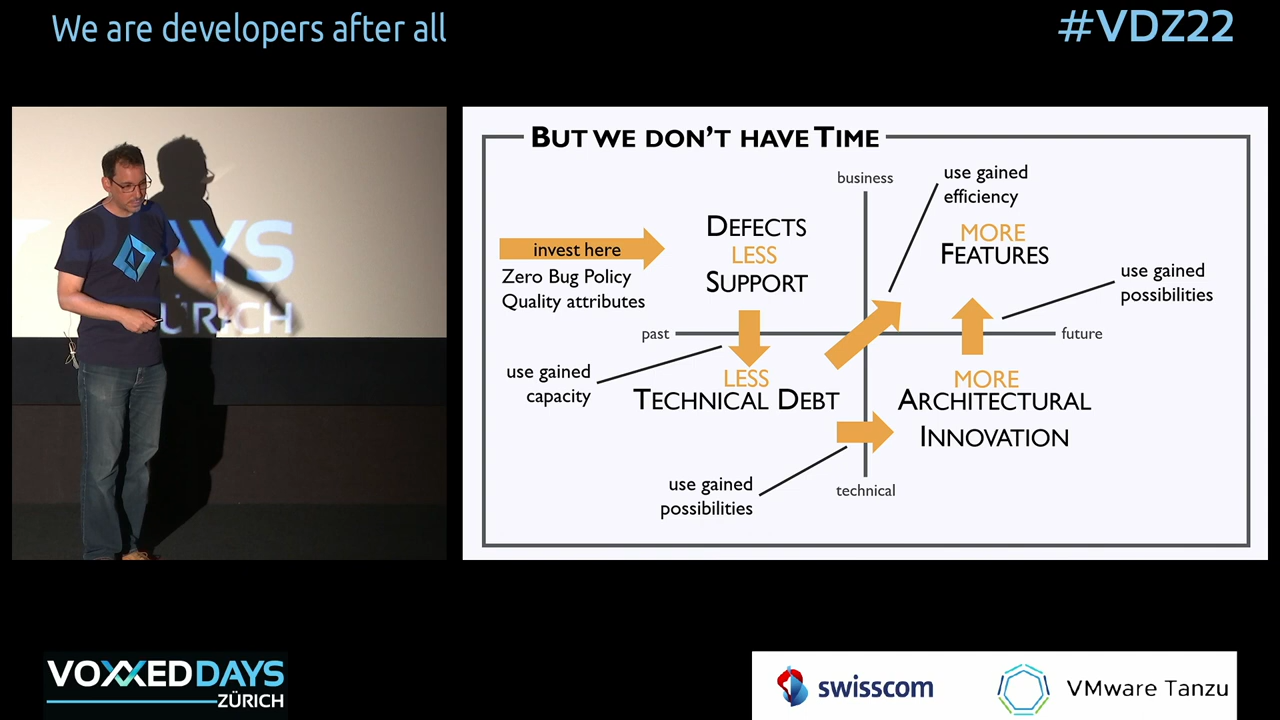 We are developers after all
#VDZ22
DAYS
ZÜRICH
BUT WE DON'T HAVE TIME
business
use gained
efficiency
invest here
Zero Bug Policy
Quality attributes
DEFECTS
LESS
SUPPORT
MORE
FEATURES
use gained
possibilities
past
future
use gained
capacity
LESS
TECHNICAL DEBT
MORE
ARCHITECTURAL
INNOVATION
use gained
possibilities
technical
VOXXED DAYS
ZÜRICH
swisscom
VMware Tanzu